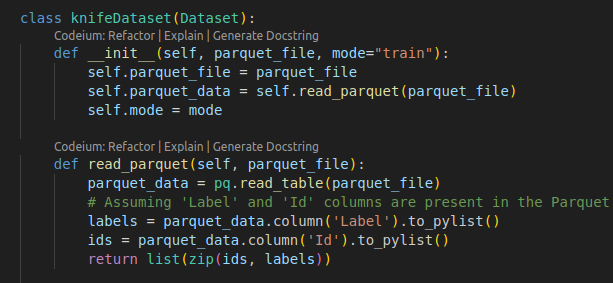 class knifeDataset(Dataset):
Codeium: Refactor | Explain | Generate Docstring
def __init__(self, parquet_file, mode="train"):
self.parquet_file = parquet_file
self.parquet_data = self.read_parquet(parquet_file)
self.mode = mode
Codeium: Refactor | Explain | Generate Docstring
def read_parquet(self, parquet_file):
parquet_data = pq.read_table(parquet_file)
# Assuming 'Label' and 'Id' columns are present in the Parquet
labels = parquet_data.column('Label').to_pylist()
ids = parquet_data.column('Id').to_pylist()
return list(zip(ids, labels))